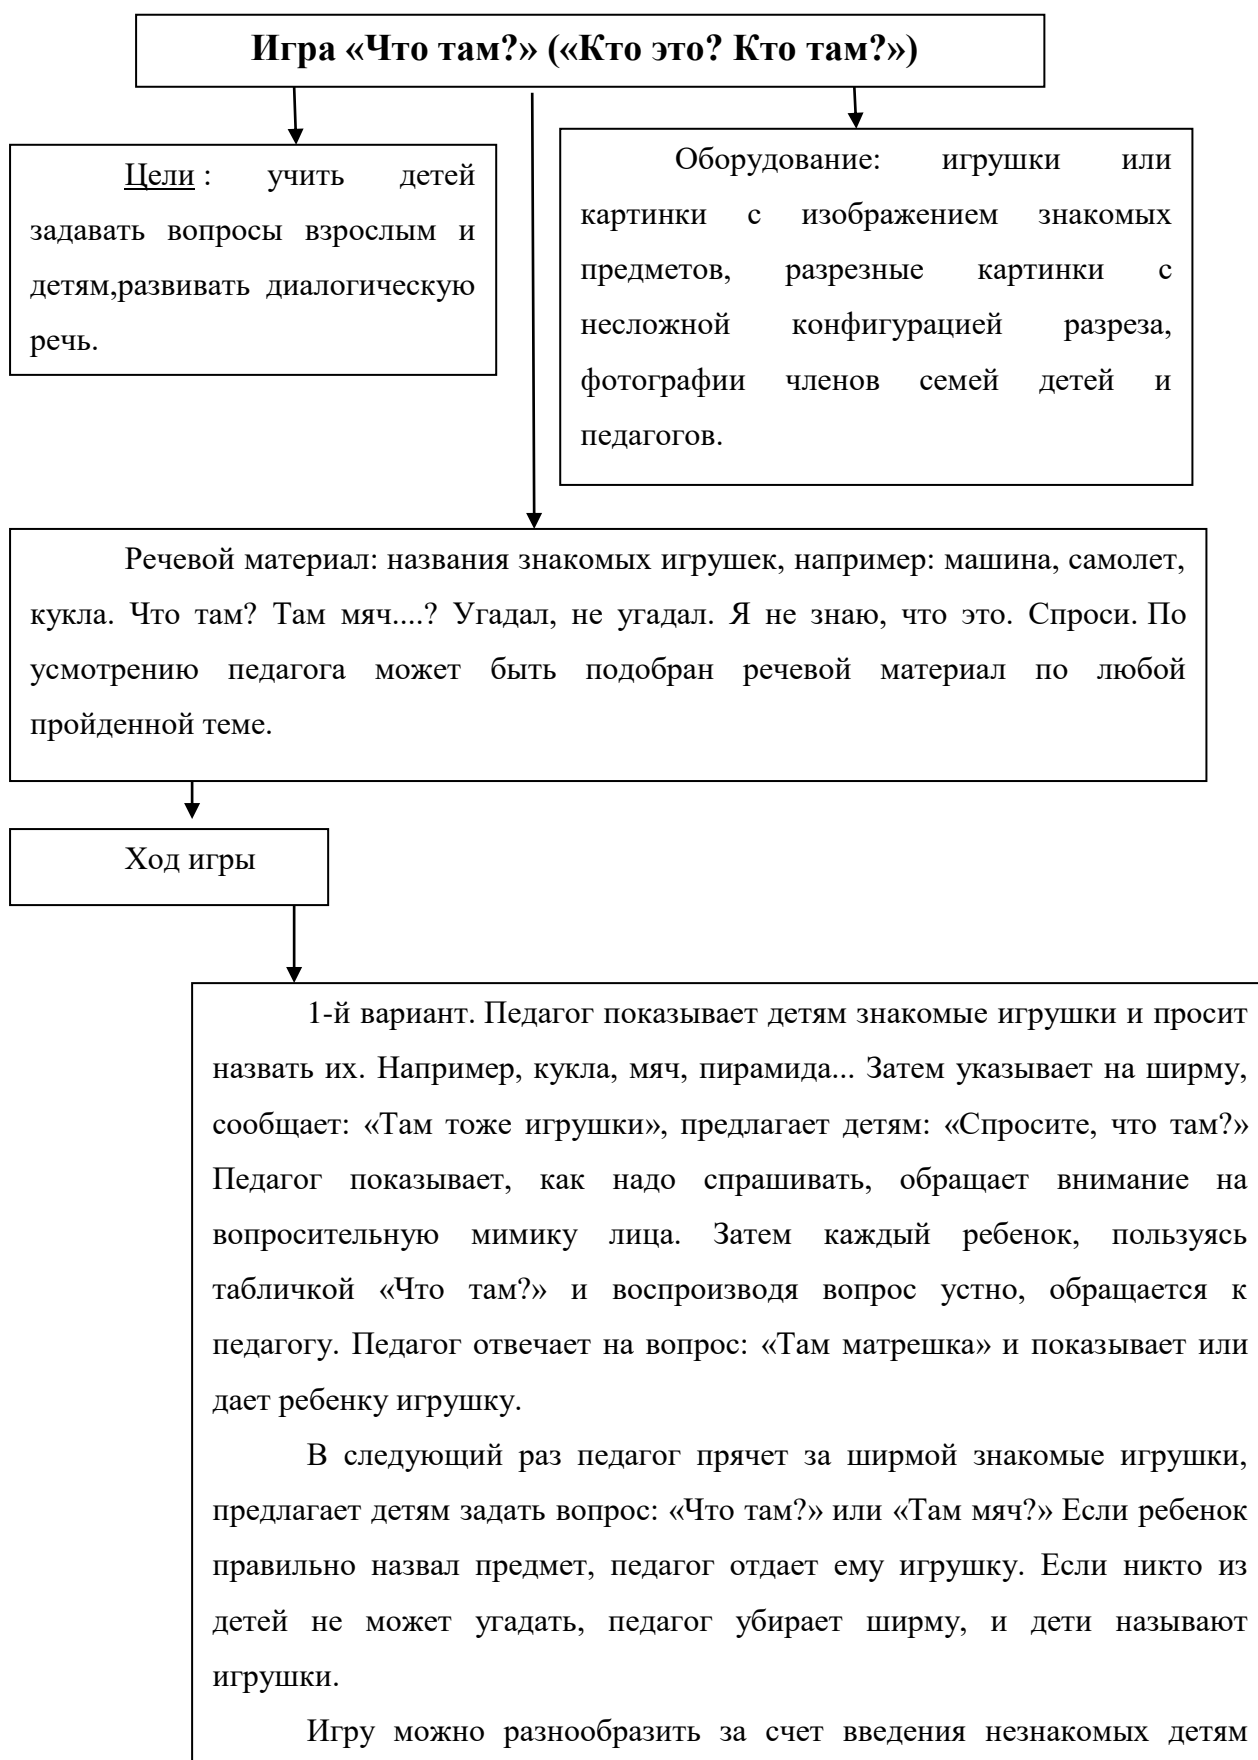 Игра «Что там?» («Кто это? Кто там?»)
Цели : учить детей
задавать вопросы взрослым и
детям,развивать диалогическую
речь.
Оборудование: игрушки или
картинки с изображением знакомых
предметов, разрезные картинки с
несложной конфигурацией разреза,
фотографии членов семей детей и
педагогов.
Речевой материал: названия знакомых игрушек, например: машина, самолет,
кукла. Что там? Там мяч....? Угадал, не угадал. Я не знаю, что это. Спроси. По
усмотрению педагога может быть подобран речевой материал по любой
пройденной теме.
Ход игры
1-й вариант. Педагог показывает детям знакомые игрушки и просит
назвать их. Например, кукла, мяч, пирамида... Затем указывает на ширму,
сообщает: «Там тоже игрушки», предлагает детям: «Спросите, что там?»
Педагог показывает, как надо спрашивать, обращает внимание на
вопросительную мимику лица. Затем каждый ребенок, пользуясь
табличкой «Что там?» и воспроизводя вопрос устно, обращается к
педагогу. Педагог отвечает на вопрос: «Там матрешка» и показывает или
дает ребенку игрушку.
В следующий раз педагог прячет за ширмой знакомые игрушки,
предлагает детям задать вопрос: «Что там?» или «Там мяч?» Если ребенок
правильно назвал предмет, педагог отдает ему игрушку. Если никто из
детей не может угадать, педагог убирает ширму, и дети называют
игрушки.
Игру можно разнообразить за счет введения незнакомых детям